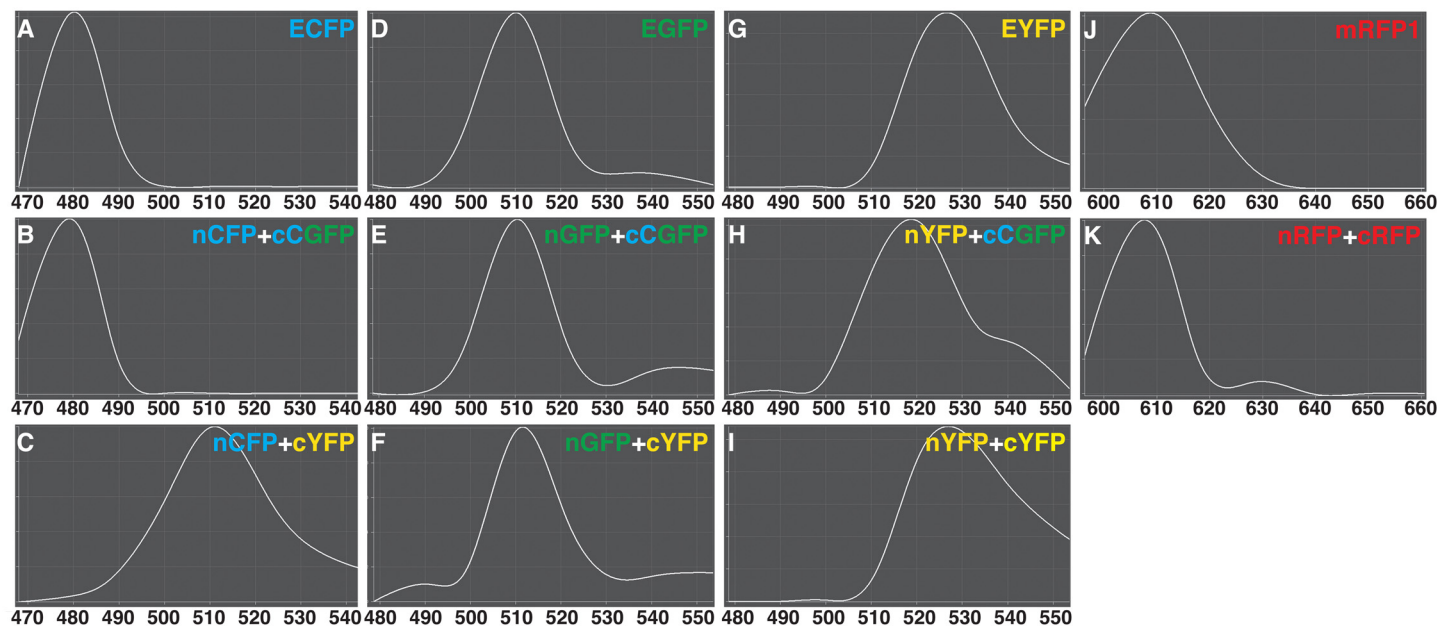 A ECFP
470 480 490 500 510 520 530 540
D EGFP
480 490 500 510 520 530 540 550
G EYFP
480 490 500 510 520 530 540 550
J mRFP1
600 610 620 630 640 650 660
B nCFP+cCGFP
470 480 490 500 510 520 530 540
E nGFP+cCGFP
480 490 500 510 520 530 540 550
H nYFP+cCGFP
480 490 500 510 520 530 540 550
K nRFP+cRFP
600 610 620 630 640 650 660
C nCFP+cYFP
470 480 490 500 510 520 530 540
F nGFP+cYFP
480 490 500 510 520 530 540 550
I nYFP+cYFP
480 490 500 510 520 530 540 550